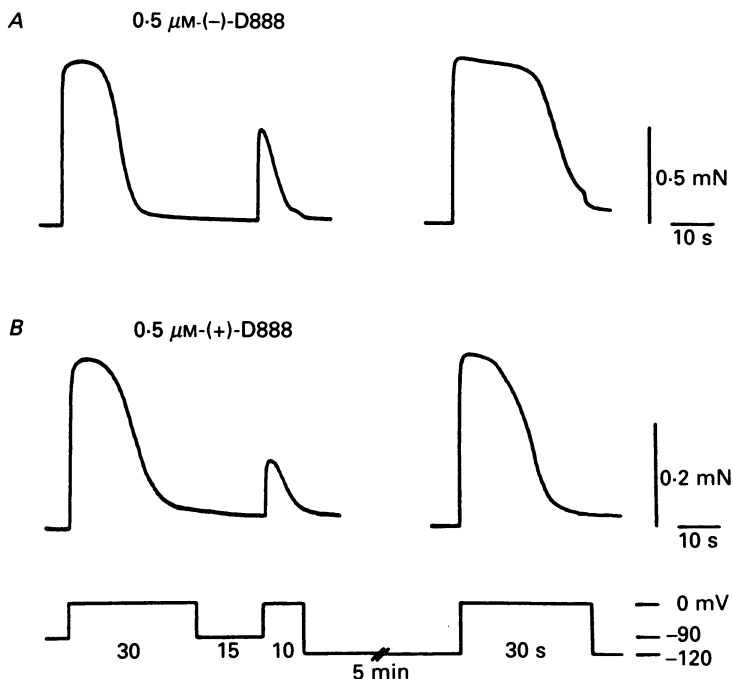 A
0·5 μM-(–)-D888
0·5 mN
10 s
B
0·5 μM-(+)-D888
0·2 mN
10 s
0 mV
–90
–120
30
15
10
30 s
5 min